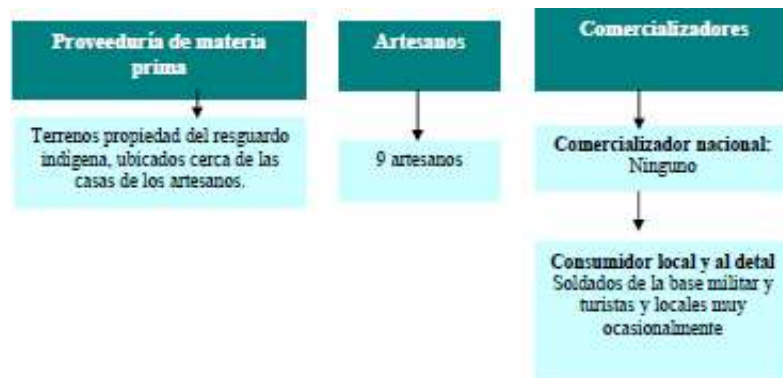 Proveeduría de materia
prima
Terrenos propiedad del resguardo
indígena, ubicados cerca de las
casas de los artesanos.
Artesanos
9 artesanos
Comercializadores
Comercializador nacional:
Ninguno
Consumidor local y al detal
Soldados de la base militar y
turistas y locales muy
ocasionalmente